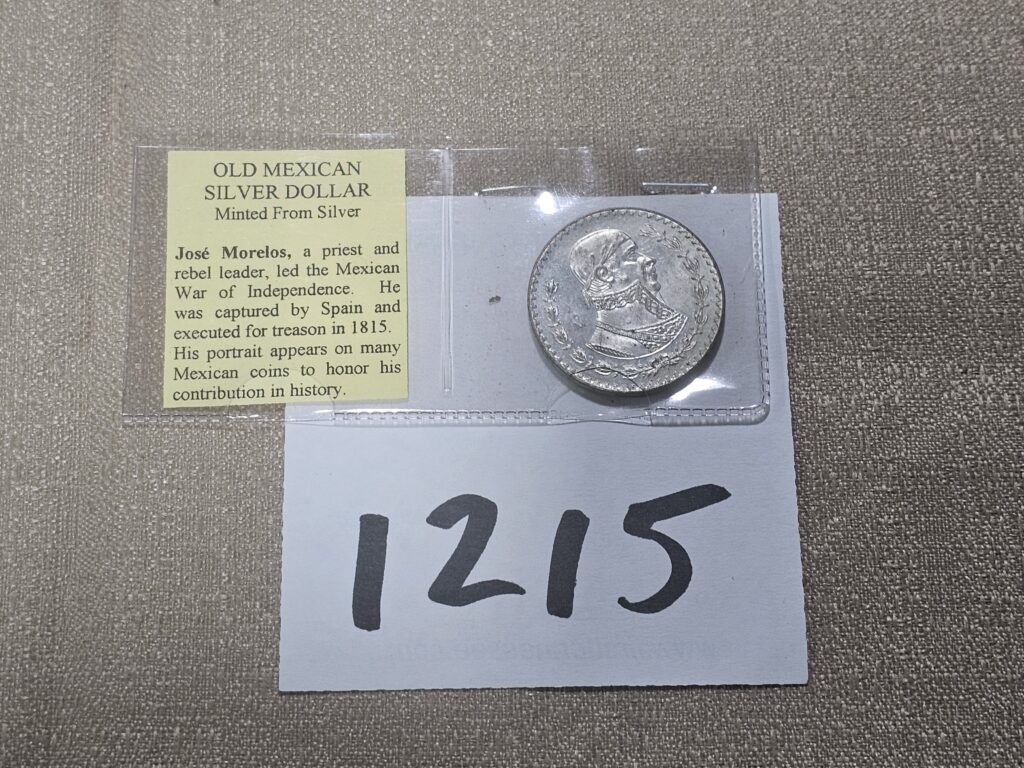 OLD MEXICAN
SILVER DOLLAR
Minted From Silver
José Morelos, a priest and
rebel leader, led the Mexican
War of Independence. He
was captured by Spain and
executed for treason in 1815.
His portrait appears on many
Mexican coins to honor his
contribution in history.
1215